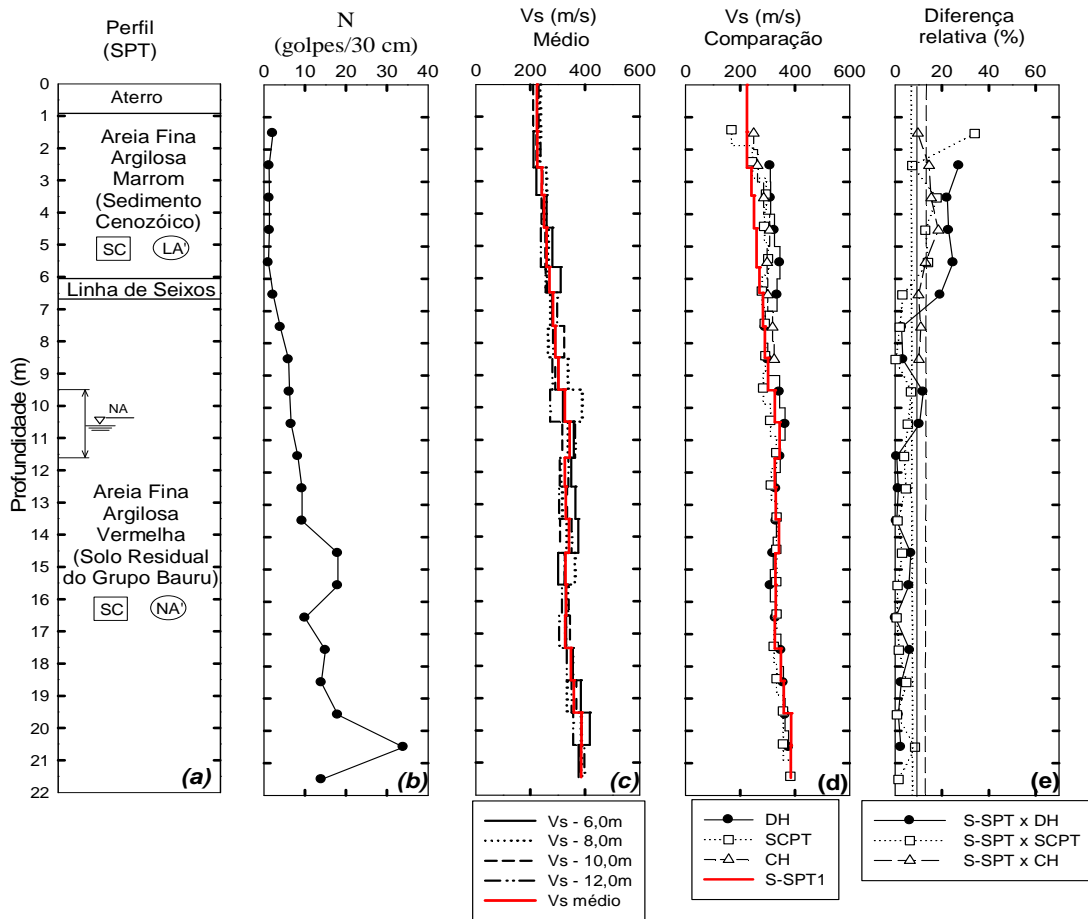 Perfil
(SPT)
N
(golpes/30 cm)
Vs (m/s)
Médio
Vs (m/s)
Comparação
Diferença
relativa (%)
0 10 20 30 40
0 200 400 600
0 200 400 600
0 20 40 60
Profundidade (m)
0
1
2
3
4
5
6
7
8
9
10
11
12
13
14
15
16
17
18
19
20
21
22
Aterro
Areia Fina
Argilosa
Marrom
(Sedimento
Cenozóico)
SC LA'
Linha de Seixos
NA
Areia Fina
Argilosa
Vermelha
(Solo Residual
do Grupo Bauru)
SC NA'
(a)
(b)
(c)
(d)
(e)
Vs - 6,0m
Vs - 8,0m
Vs - 10,0m
Vs - 12,0m
Vs médio
DH
SCPT
CH
S-SPT1
S-SPT x DH
S-SPT x SCPT
S-SPT x CH